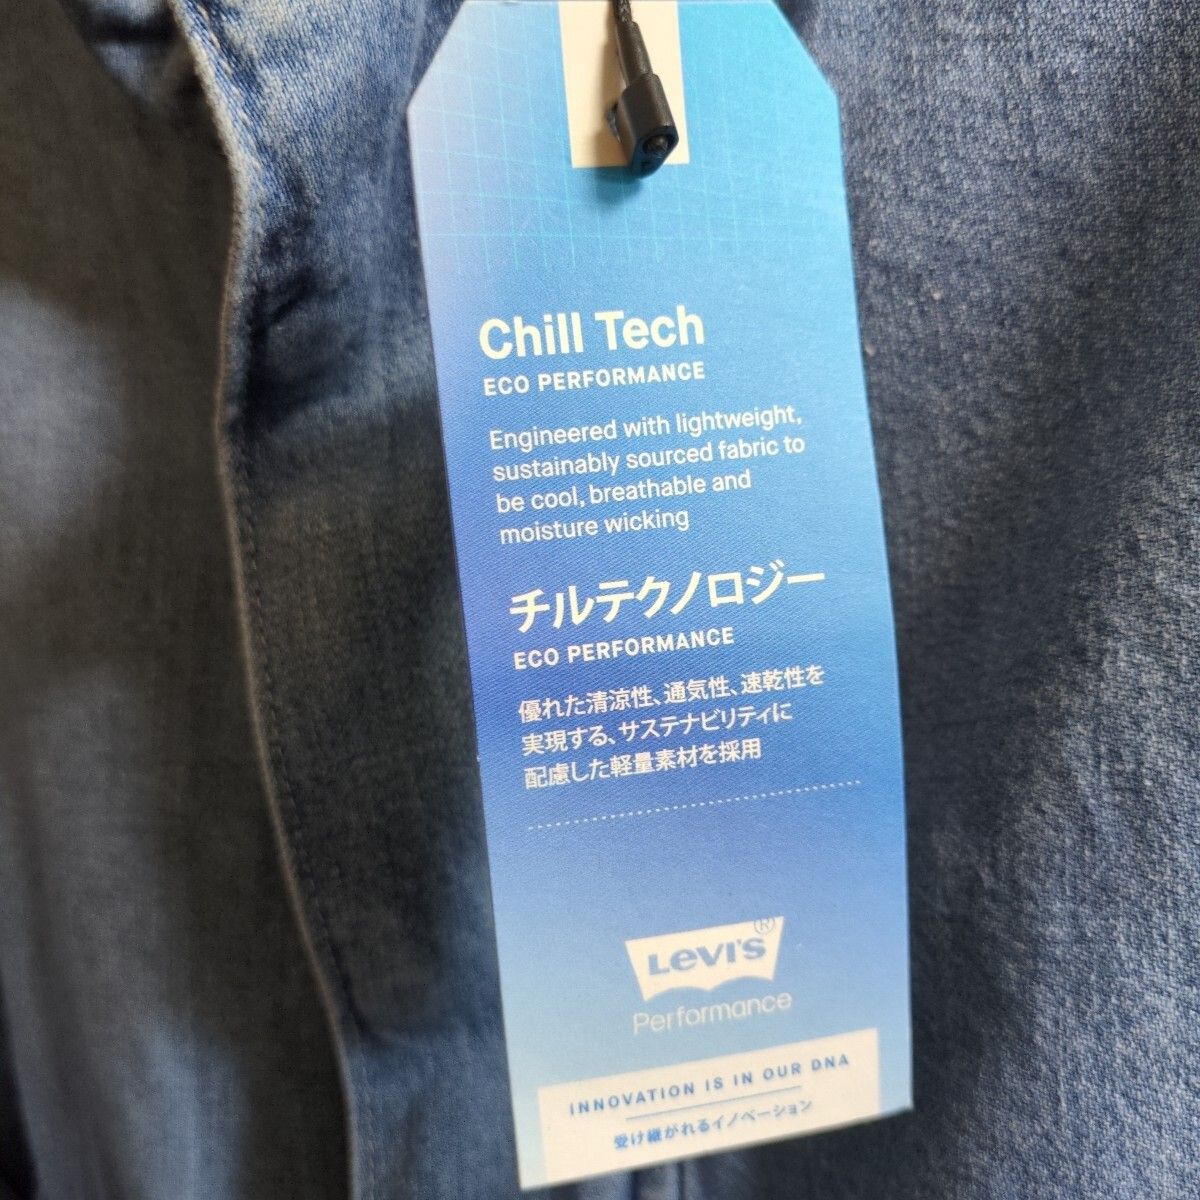 Chill Tech
ECO PERFORMANCE
Engineered with lightweight,
sustainably sourced fabric to
be cool, breathable and
moisture wicking
チルテクノロジー
ECO PERFORMANCE
優れた清涼性、通気性、速乾性を
実現する、サステナビリティに
配慮した軽量素材を採用
LEVI'S®
Performance
INNOVATION IS IN OUR DNA
受け継がれるイノベーション